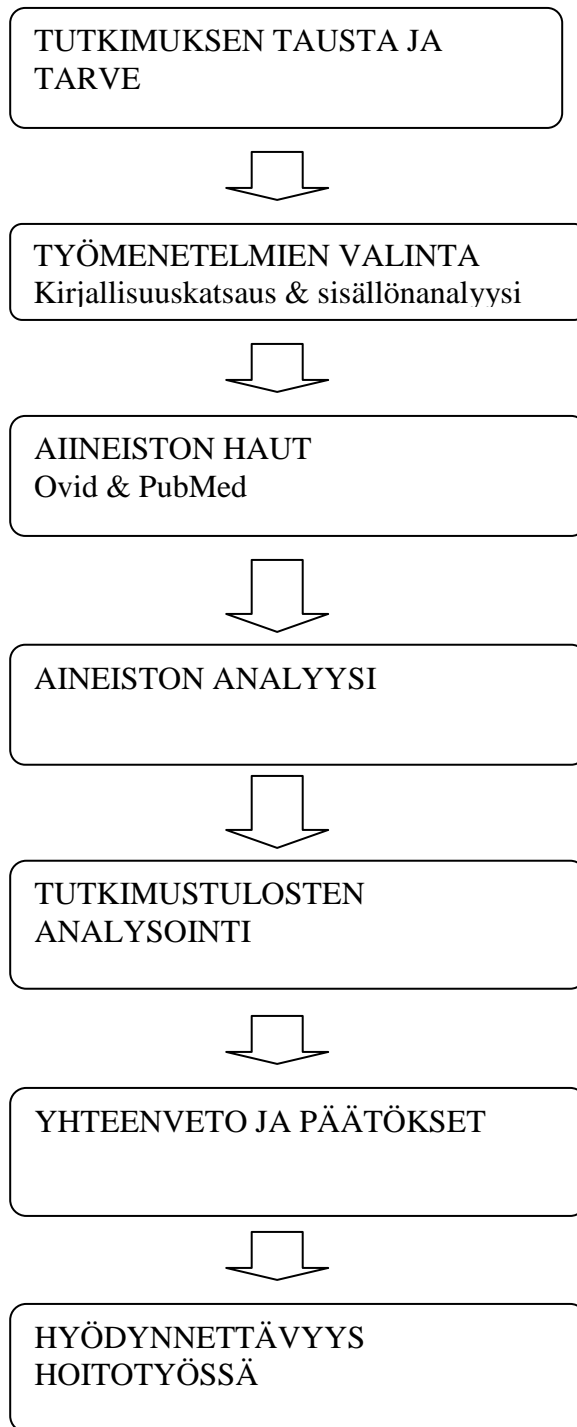 TUTKIMUKSEN TAUSTA JA
TARVE
TYÖMENETELMIEN VALINTA
Kirjallisuuskatsaus & sisällönanalyysi
AIINEISTON HAUT
Ovid & PubMed
AINEISTON ANALYYSI
TUTKIMUSTULOSTEN
ANALYSOINTI
YHTEENVETO JA PÄÄTÖKSET
HYÖDYNNETTÄVYYS
HOITOTYÖSSÄ